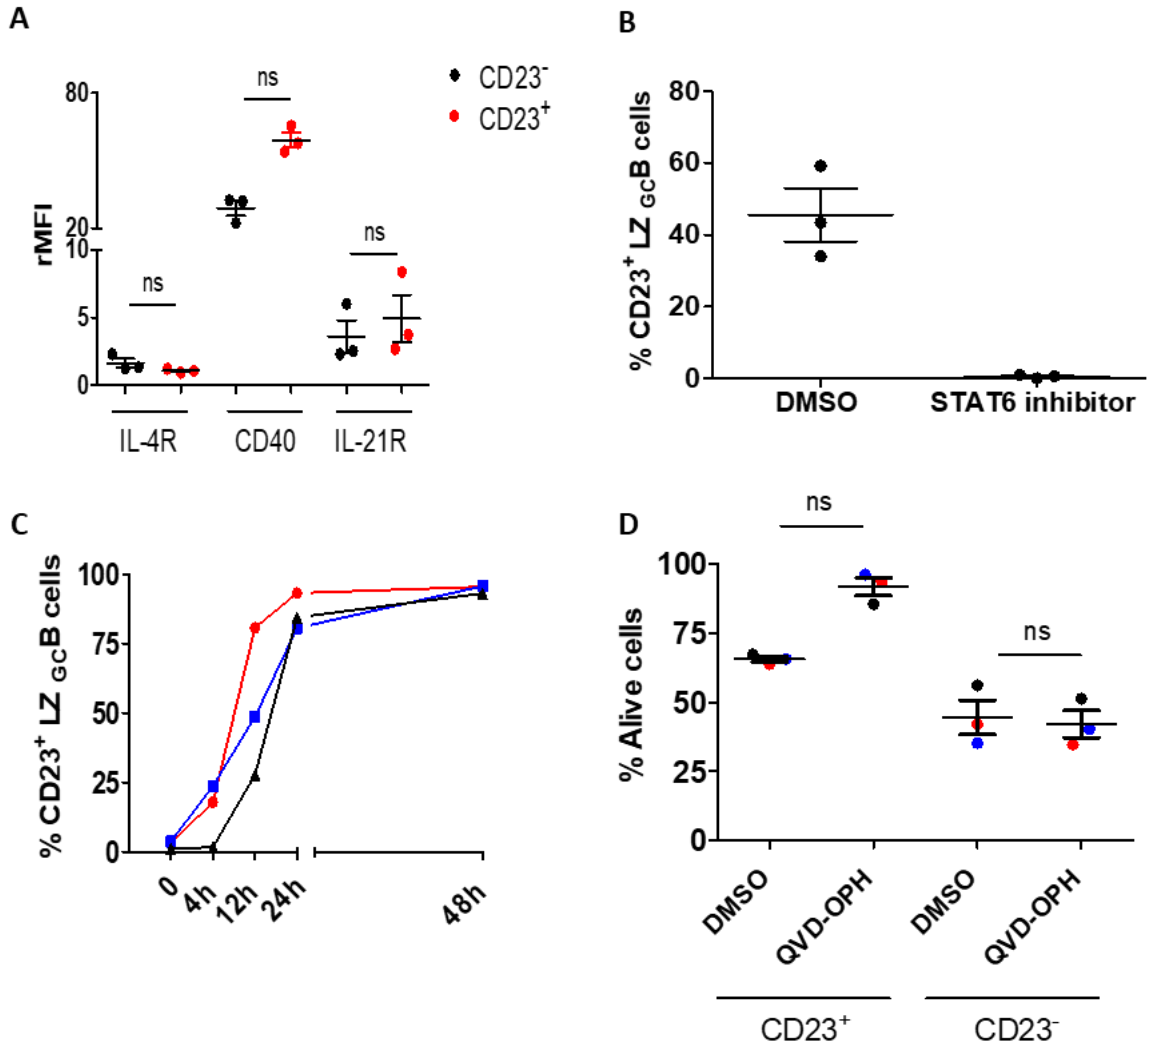 A
CD23⁻
CD23⁺
rMFI
80
20
10
5
0
ns
ns
ns
IL-4R
CD40
IL-21R
B
% CD23⁺ LZ GCB cells
80
60
40
20
0
DMSO
STAT6 inhibitor
C
% CD23⁺ LZ GCB cells
100
75
50
25
0
0
4h
12h
24h
48h
D
% Alive cells
100
75
50
25
0
ns
ns
DMSO
QVD-OPH
DMSO
QVD-OPH
CD23⁺
CD23⁻